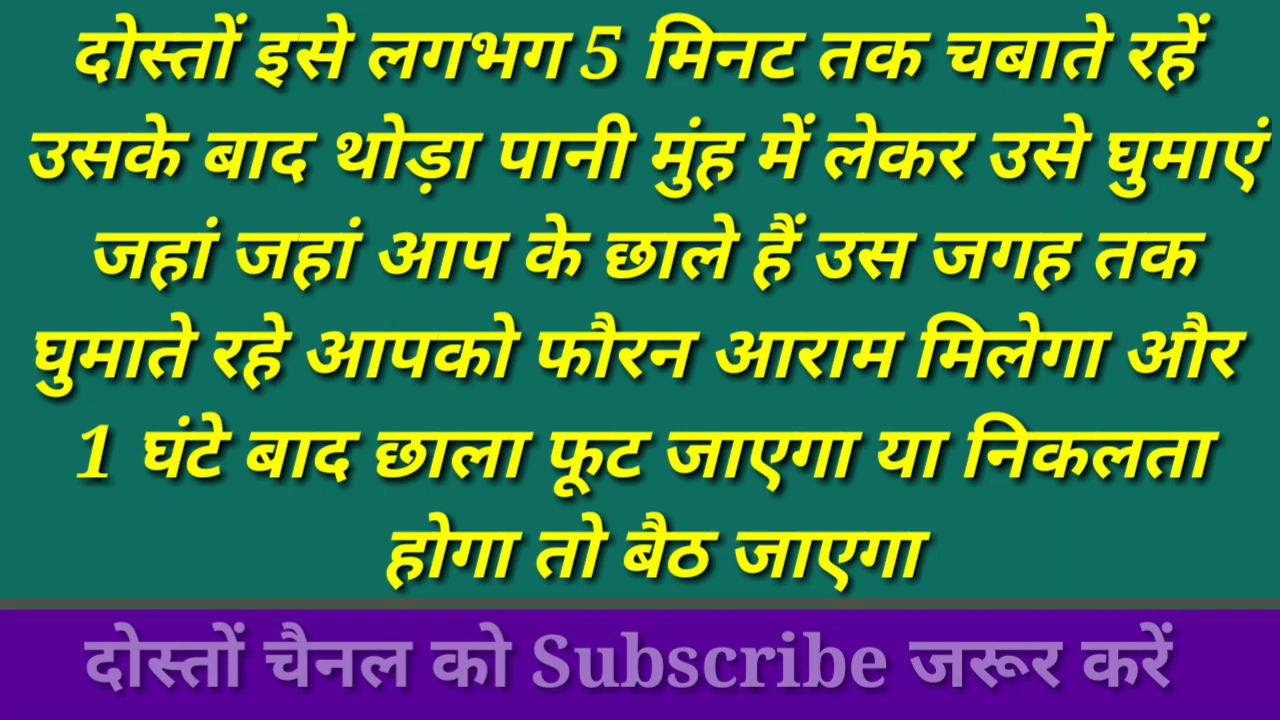 दोस्तों इसे लगभग 5 मिनट तक चबाते रहें
उसके बाद थोड़ा पानी मुंह में लेकर उसे घुमाएं
जहां जहां आप के छाले हैं उस जगह तक
घुमाते रहे आपको फौरन आराम मिलेगा और
1 घंटे बाद छाला फूट जाएगा या निकलता
होगा तो बैठ जाएगा
दोस्तों चैनल को Subscribe जरूर करें